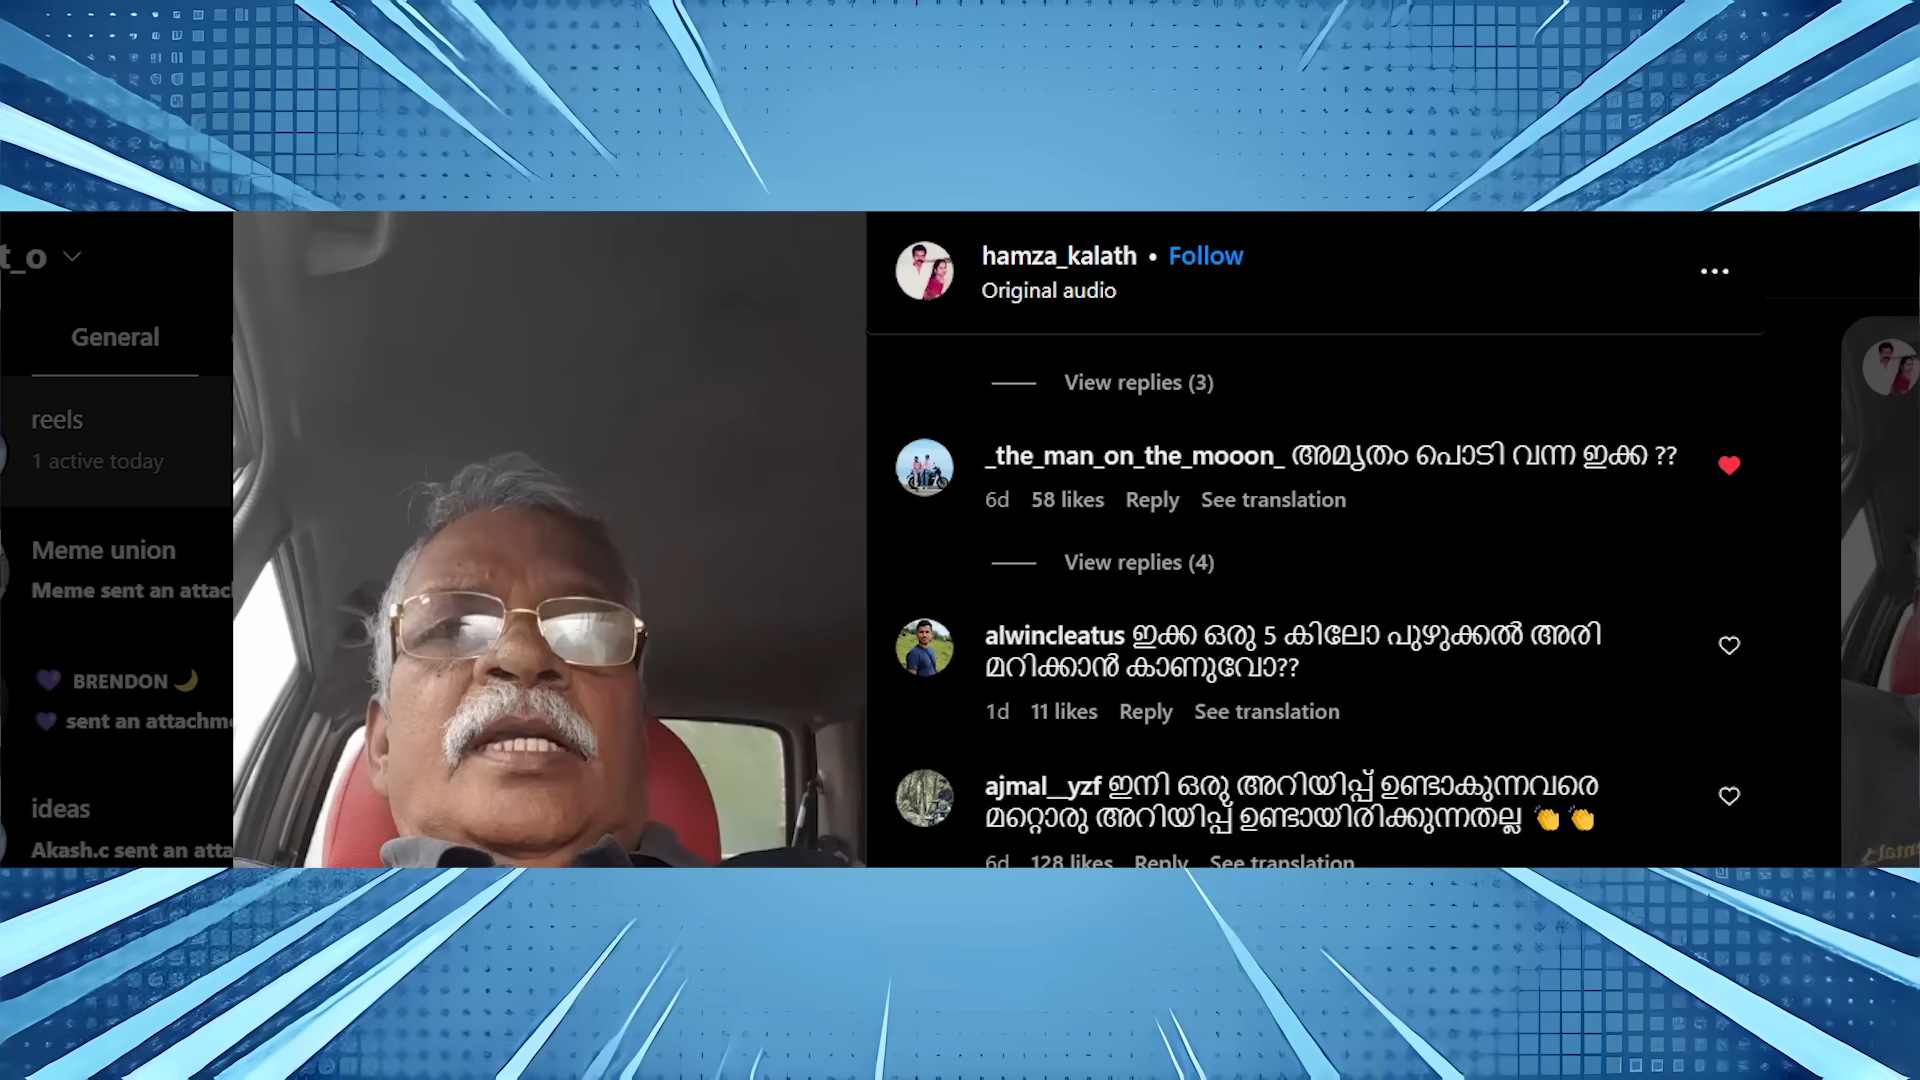 t_o
General
reels
1 active today
Meme union
Meme sent an attac
💜 BRENDON 🌙
💜 sent an attachm
ideas
Akash.c sent an atta
hamza_kalath • Follow
Original audio
View replies (3)
_the_man_on_the_mooon_ അമൃതം പൊടി വന്ന ഇക്ക ??
6d 58 likes Reply See translation
View replies (4)
alwincleatus ഇക്ക ഒരു 5 കിലോ പുഴുക്കൽ അരി
മറിക്കാൻ കാണുവോ??
1d 11 likes Reply See translation
ajmal__yzf ഇനി ഒരു അറിയിപ്പ് ഉണ്ടാകുന്നവരെ
മറ്റൊരു അറിയിപ്പ് ഉണ്ടായിരിക്കുന്നതല്ല 👏 👏
6d 128 likes Reply See translation